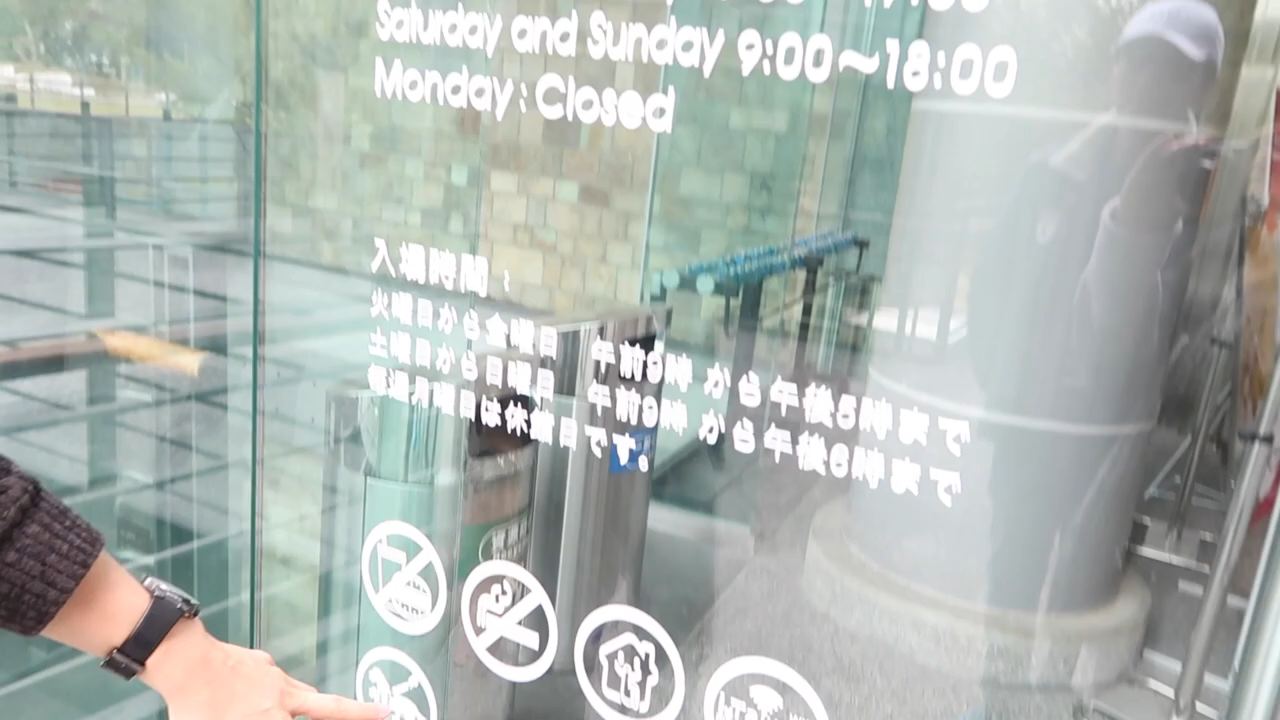 Saturday and Sunday 9:00~18:00
Monday : Closed
入場時間：
火曜日から金曜日 午前9時から午後5時まで
土曜日から日曜日 午前9時から午後6時まで
毎週月曜日は休館日です。